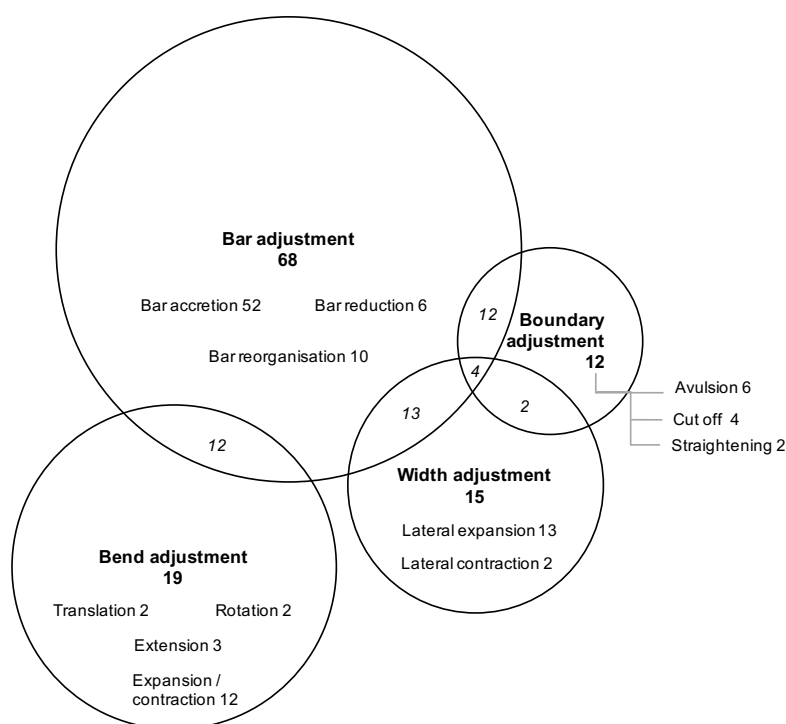 Bar adjustment
68
Bar accretion 52
Bar reduction 6
Bar reorganisation 10
12
Boundary
adjustment
12
4
2
13
Avulsion 6
Cut off 4
Straightening 2
12
Width adjustment
15
Lateral expansion 13
Lateral contraction 2
Bend adjustment
19
Translation 2
Rotation 2
Extension 3
Expansion /
contraction 12